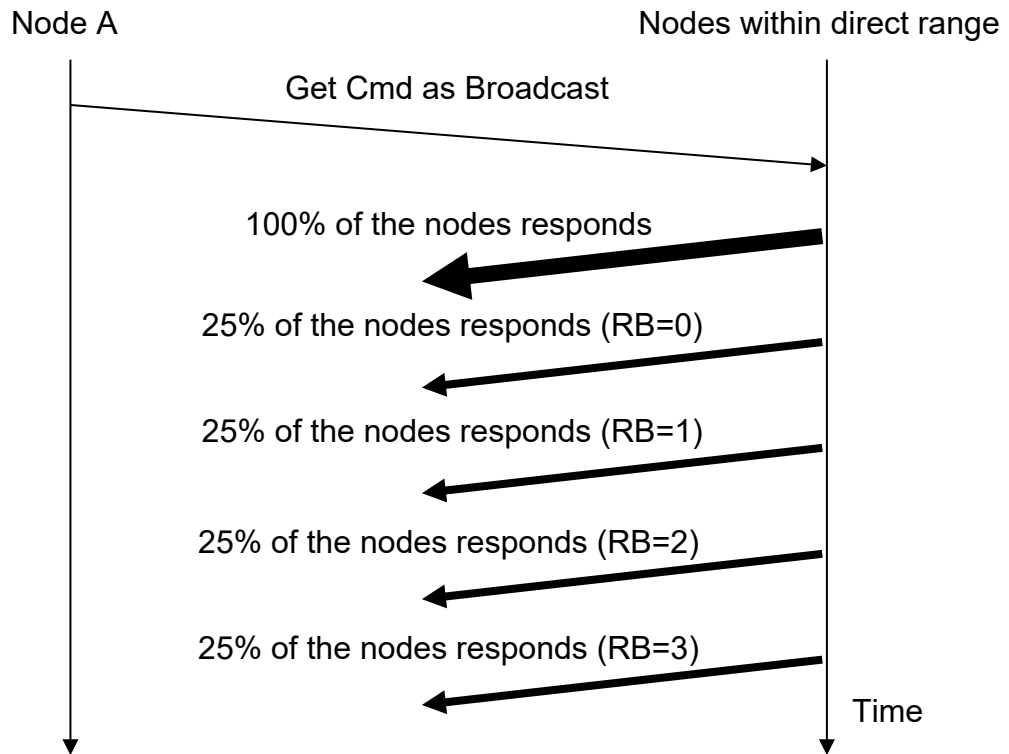 Node A
Nodes within direct range
Get Cmd as Broadcast
100% of the nodes responds
25% of the nodes responds (RB=0)
25% of the nodes responds (RB=1)
25% of the nodes responds (RB=2)
25% of the nodes responds (RB=3)
Time